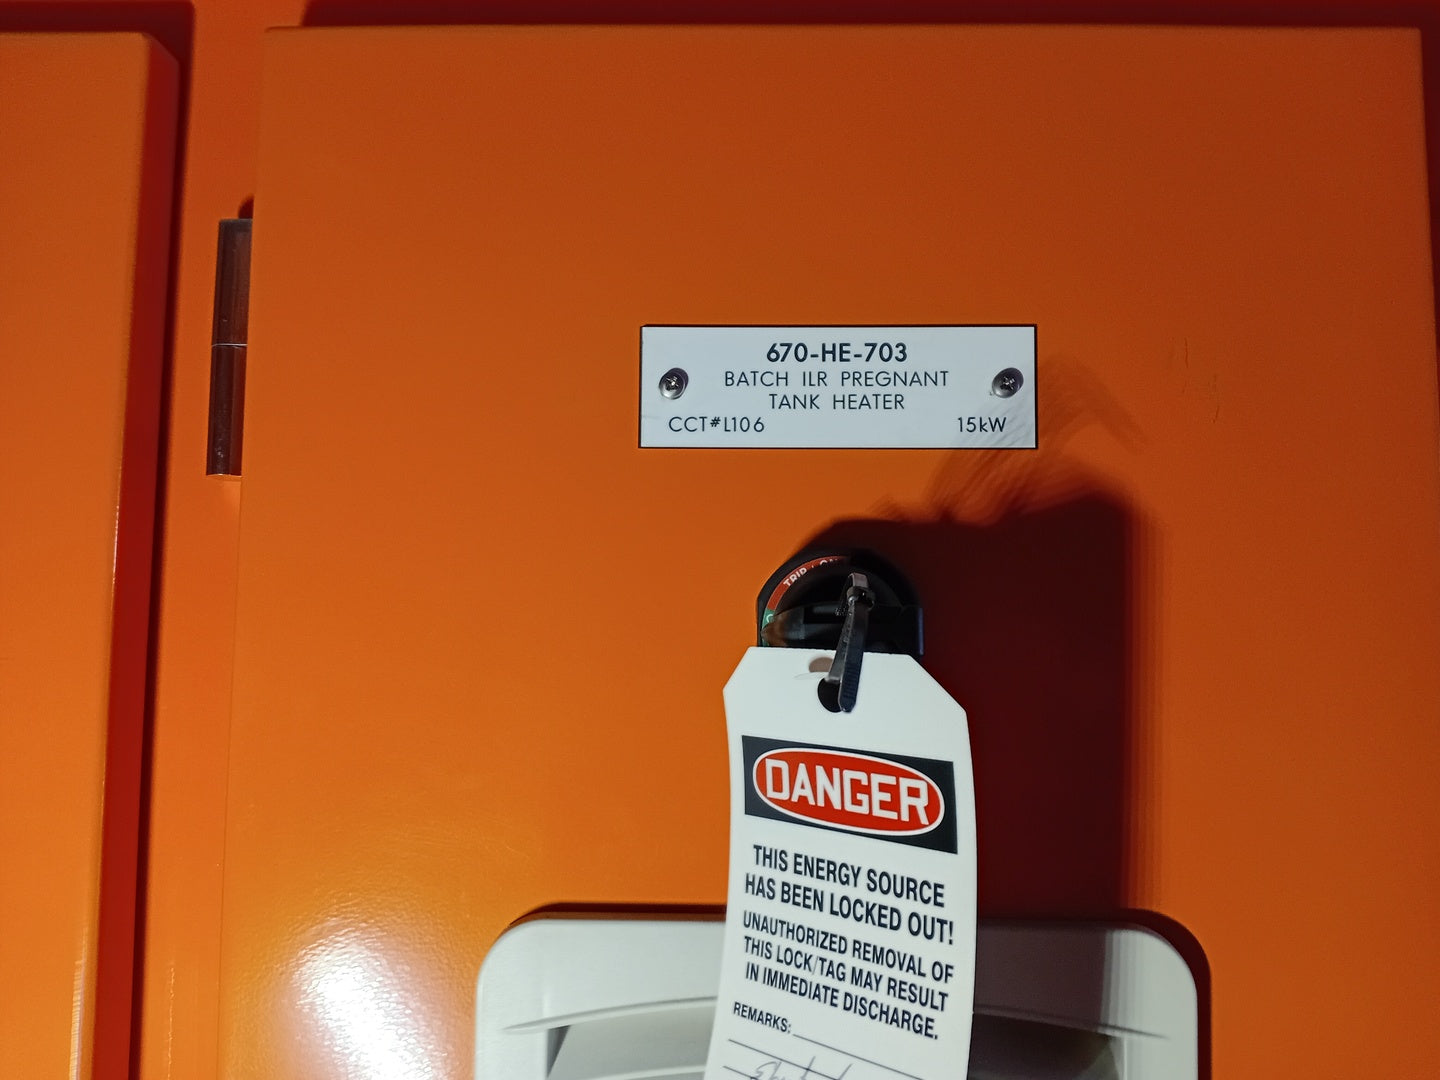 670-HE-703
BATCH ILR PREGNANT
TANK HEATER
CCT#L106 15kW
TRIP
DANGER
THIS ENERGY SOURCE
HAS BEEN LOCKED OUT!
UNAUTHORIZED REMOVAL OF
THIS LOCK/TAG MAY RESULT
IN IMMEDIATE DISCHARGE.
REMARKS: